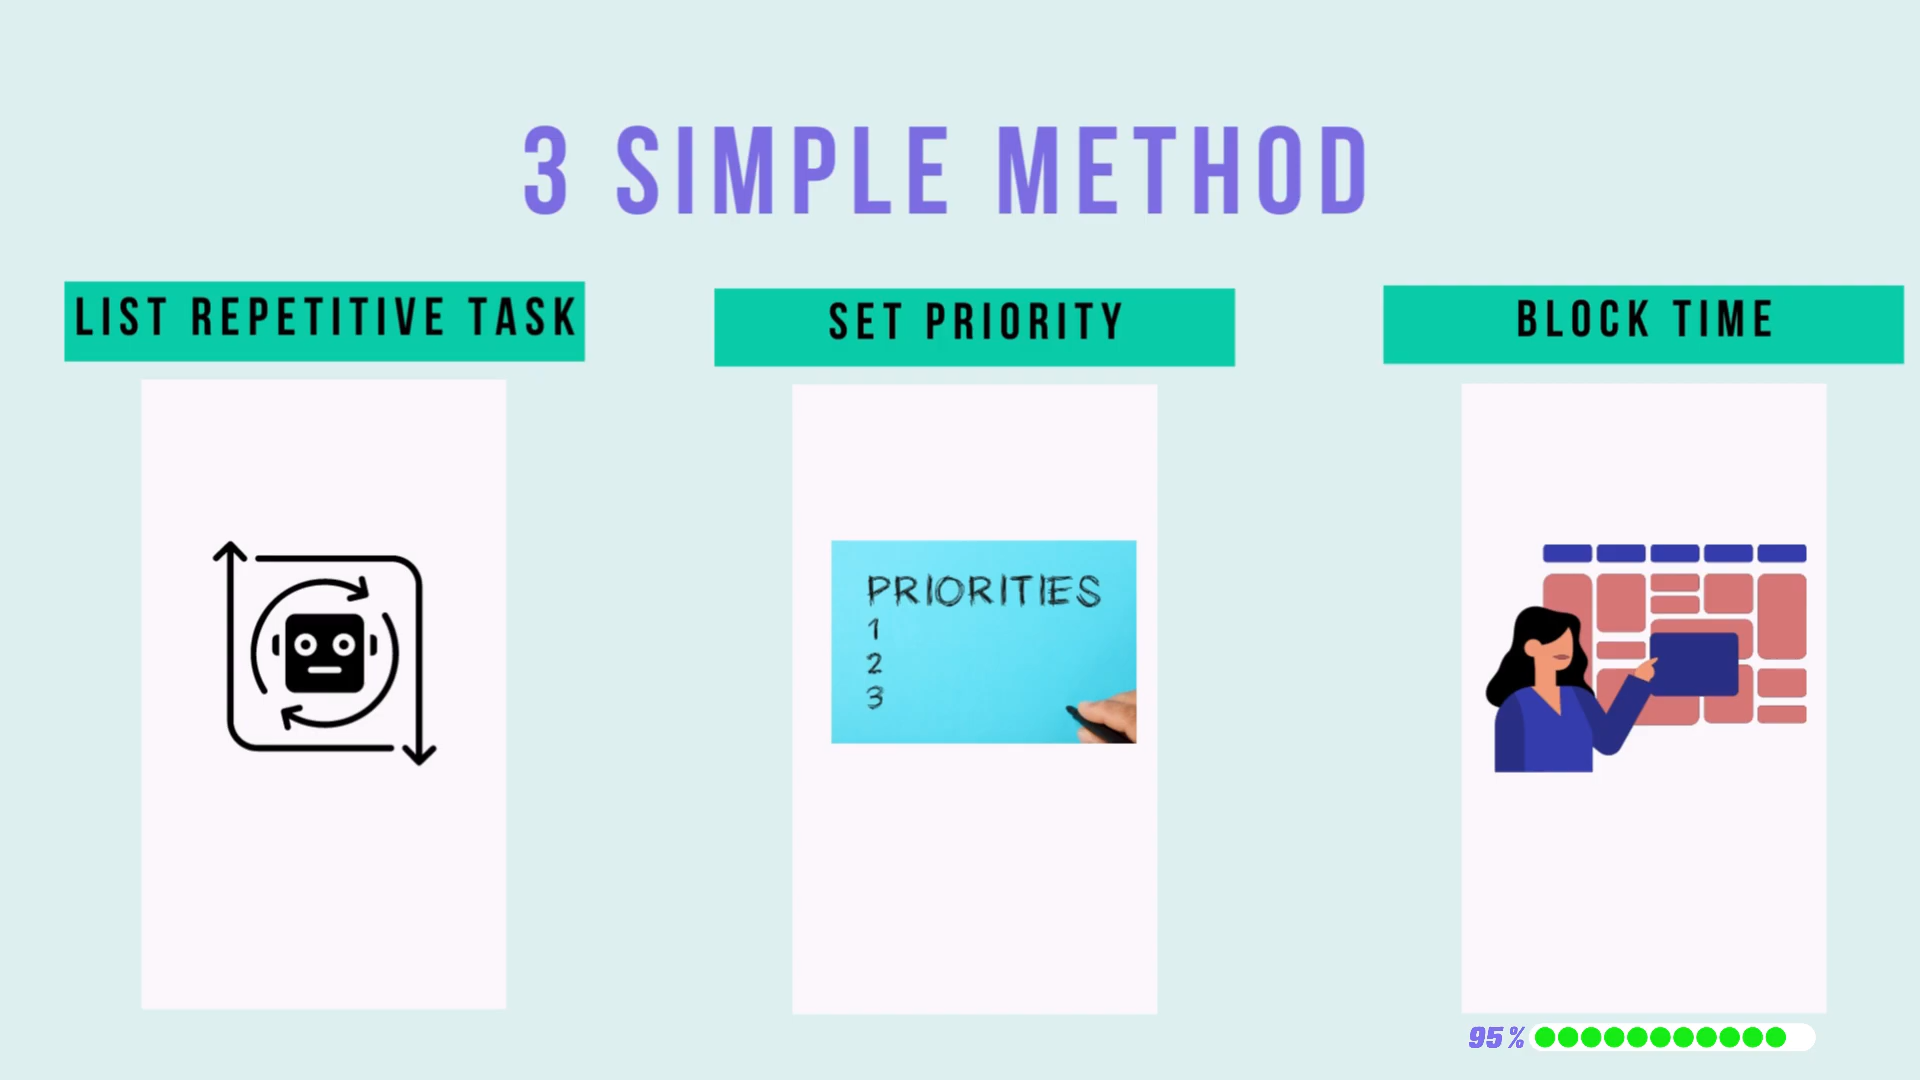 3 SIMPLE METHOD
LIST REPETITIVE TASK
SET PRIORITY
BLOCK TIME
PRIORITIES
1
2
3
95%